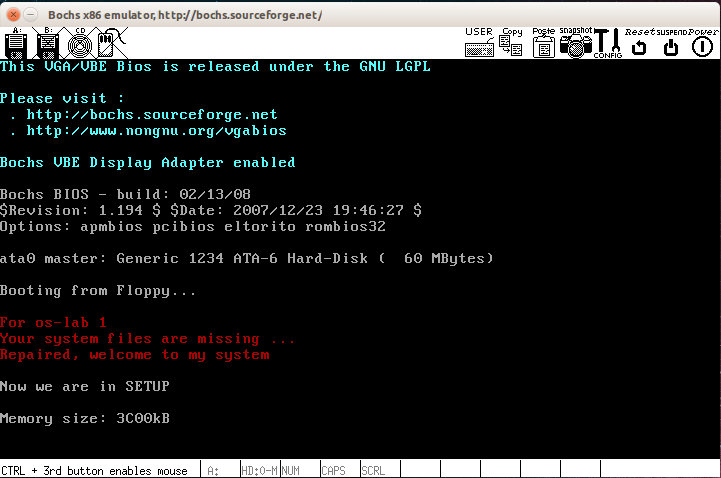 Bochs x86 emulator, http://bochs.sourceforge.net/
A: B: CD USER Copy Paste snapshot CONFIG Reset SUSPEND Power
This VGA/VBE Bios is released under the GNU LGPL
Please visit :
. http://bochs.sourceforge.net
. http://www.nongnu.org/vgabios
Bochs VBE Display Adapter enabled
Bochs BIOS - build: 02/13/08
$Revision: 1.194 $ $Date: 2007/12/23 19:46:27 $
Options: apmbios pcibios eltorito rombios32
ata0 master: Generic 1234 ATA-6 Hard-Disk (  60 MBytes)
Booting from Floppy...
For os-lab 1
Your system files are missing ...
Repaired, welcome to my system
Now we are in SETUP
Memory size: 3C00kB
CTRL + 3rd button enables mouse A: HD:0-M NUM CAPS SCRL